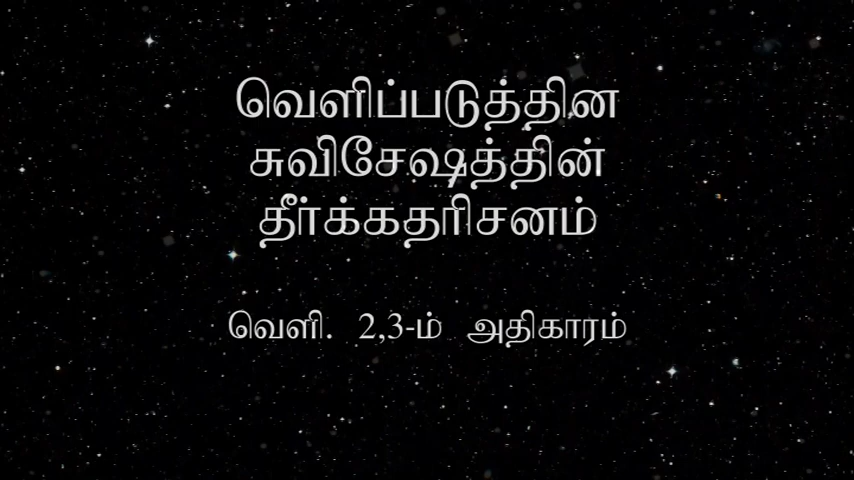 வெளிப்படுத்தின
சுவிசேஷத்தின்
தீர்க்கதரிசனம்
வெளி. 2,3-ம் அதிகாரம்